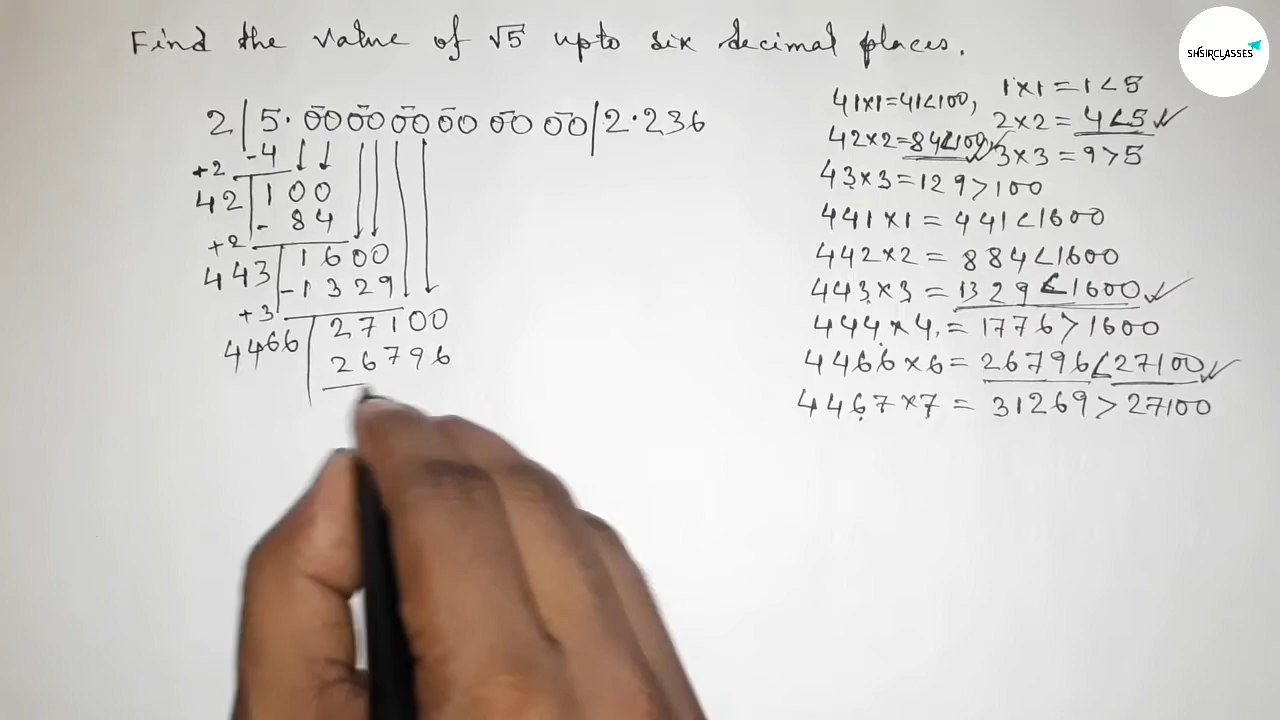 Find the value of √5 upto six decimal places.
SHSIRCLASSES
2 | 5.00 00 00 00 00 00 | 2.236
+2 -4
42 | 100
- 84
+2
443 | 1600
-1329
+3
4466 | 27100
26796
41×1=41<100, 1×1=1<5
42×2=84<100✓ 2×2=4<5✓
43×3=129>100 3×3=9>5
441×1=441<1600
442×2=884<1600
443×3=1329<1600✓
444×4=1776>1600
4466×6=26796<27100✓
4467×7=31269>27100